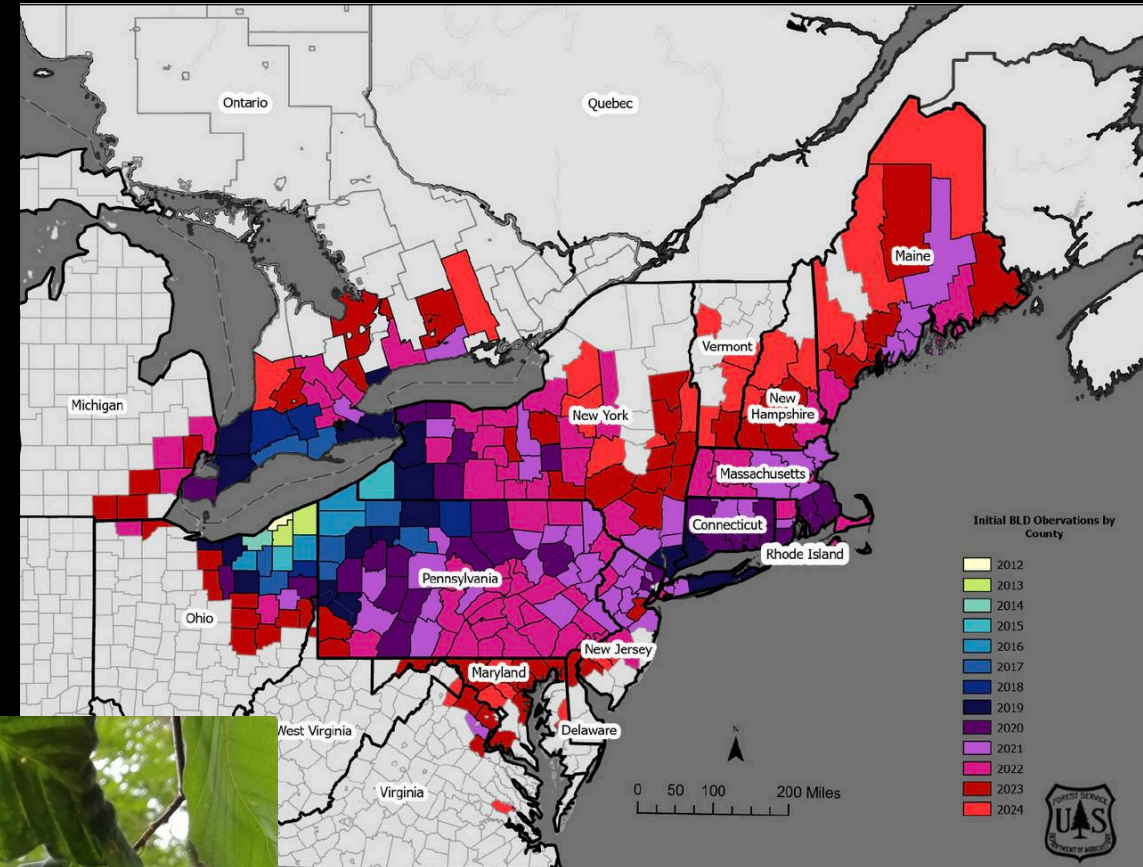 Ontario
Quebec
Maine
Vermont
Michigan
New York
New
Hampshire
Massachusetts
Connecticut
Rhode Island
Pennsylvania
Ohio
New Jersey
Maryland
West Virginia
Delaware
Virginia
Initial BLD Obervations by
County
2012
2013
2014
2015
2016
2017
2018
2019
2020
2021
2022
2023
2024
N
0 50 100 200 Miles
FOREST SERVICE
U S
DEPARTMENT OF AGRICULTURE